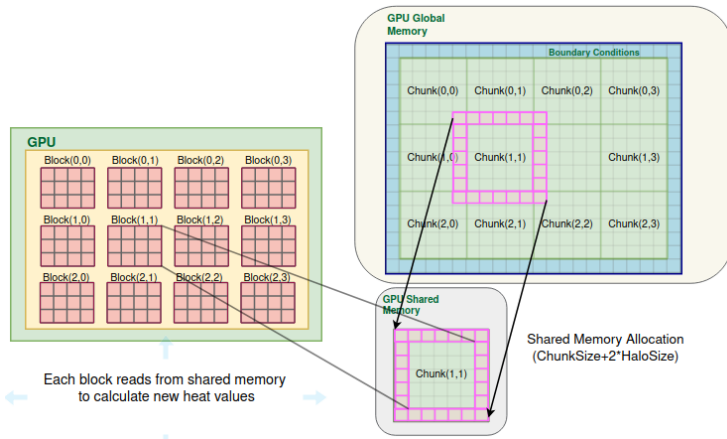 GPU Global
Memory
Boundary Conditions
Chunk(0,0) Chunk(0,1) Chunk(0,2) Chunk(0,3)
Chunk(1,0) Chunk(1,1) Chunk(1,3)
Chunk(2,0) Chunk(2,1) Chunk(2,2) Chunk(2,3)
GPU
Block(0,0) Block(0,1) Block(0,2) Block(0,3)
Block(1,0) Block(1,1) Block(1,2) Block(1,3)
Block(2,0) Block(2,1) Block(2,2) Block(2,3)
GPU Shared
Memory
Chunk(1,1)
Shared Memory Allocation
(ChunkSize+2*HaloSize)
Each block reads from shared memory
to calculate new heat values